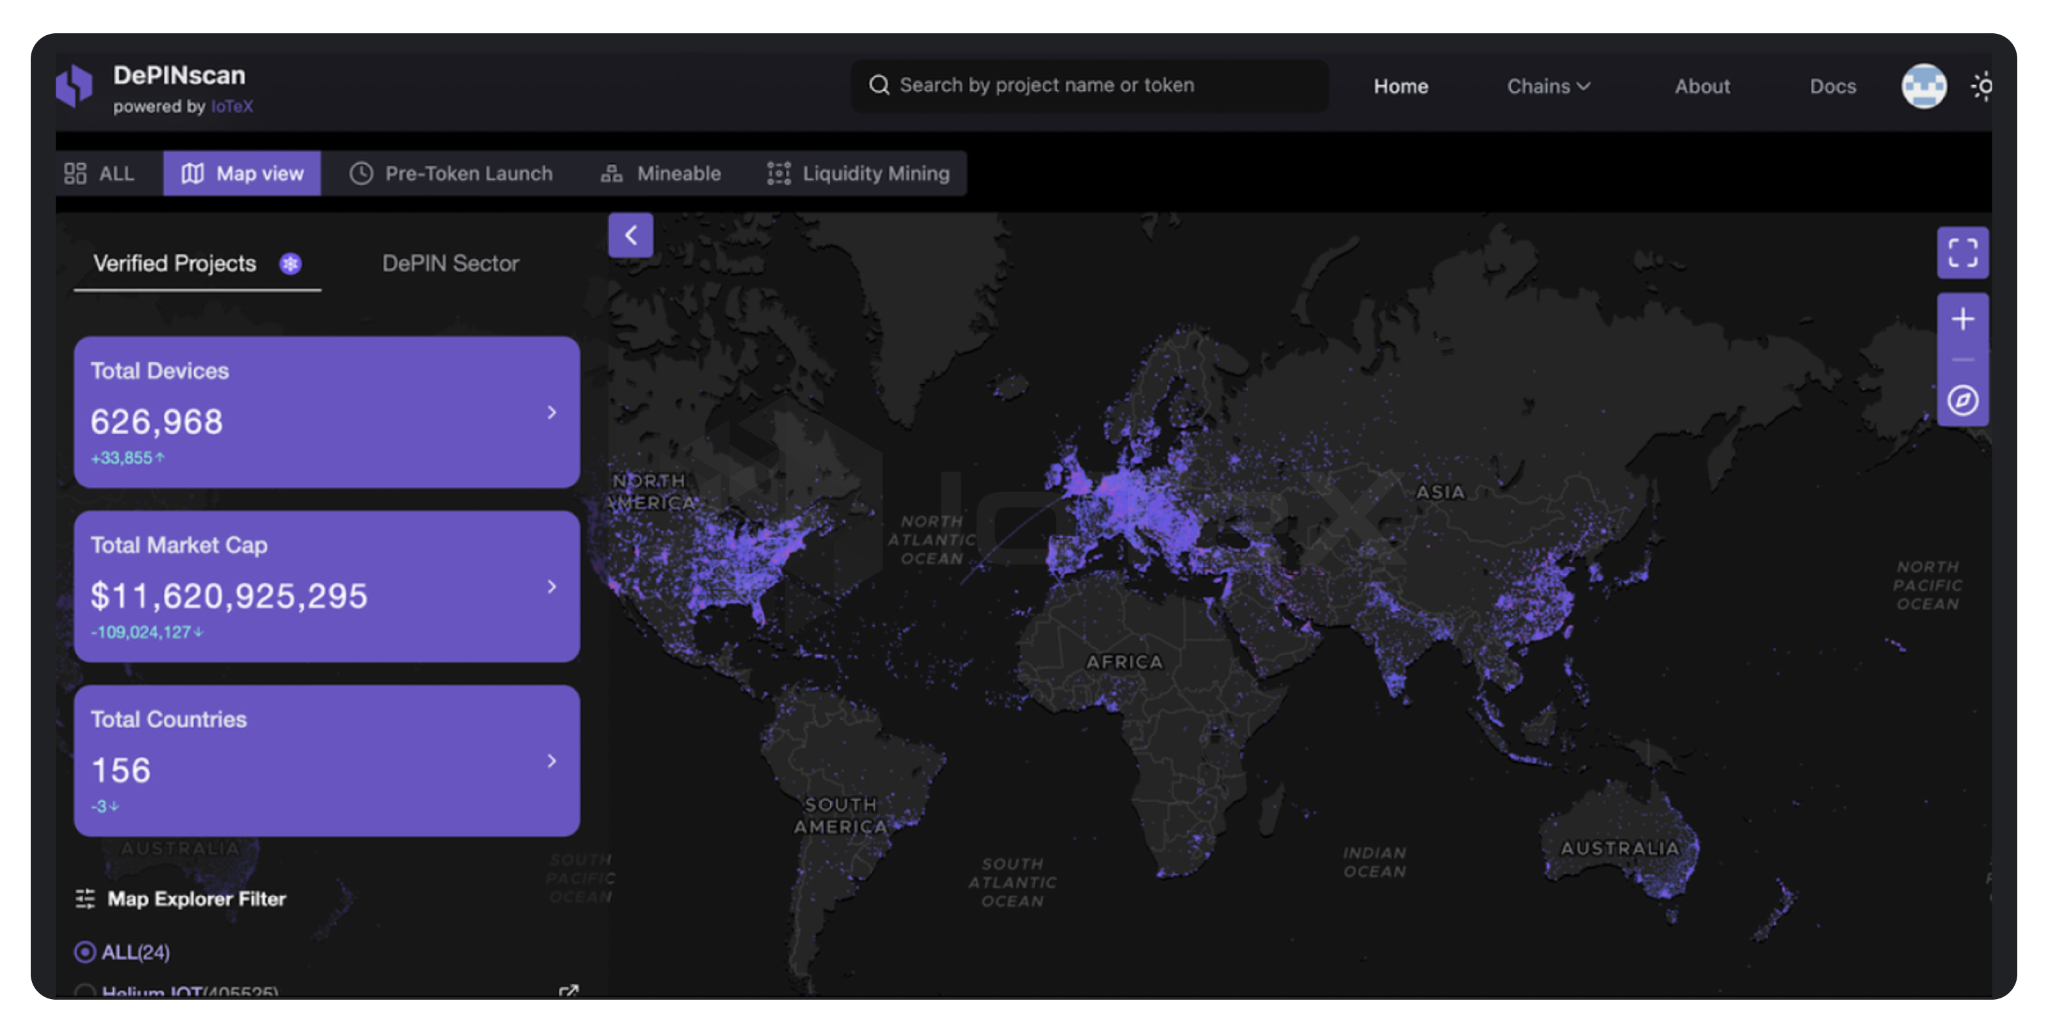 DePINscan
powered by IoTeX
Search by project name or token
Home
Chains
About
Docs
ALL
Map view
Pre-Token Launch
Mineable
Liquidity Mining
Verified Projects
DePIN Sector
Total Devices
626,968
+33,855↑
Total Market Cap
$11,620,925,295
-109,024,127↓
Total Countries
156
-3↓
AUSTRALIA
SOUTH
PACIFIC
OCEAN
Map Explorer Filter
ALL(24)
Helium IOT(405525)
NORTH
AMERICA
NORTH
ATLANTIC
OCEAN
IoTeX
ASIA
NORTH
PACIFIC
OCEAN
AFRICA
SOUTH
AMERICA
SOUTH
ATLANTIC
OCEAN
INDIAN
OCEAN
AUSTRALIA